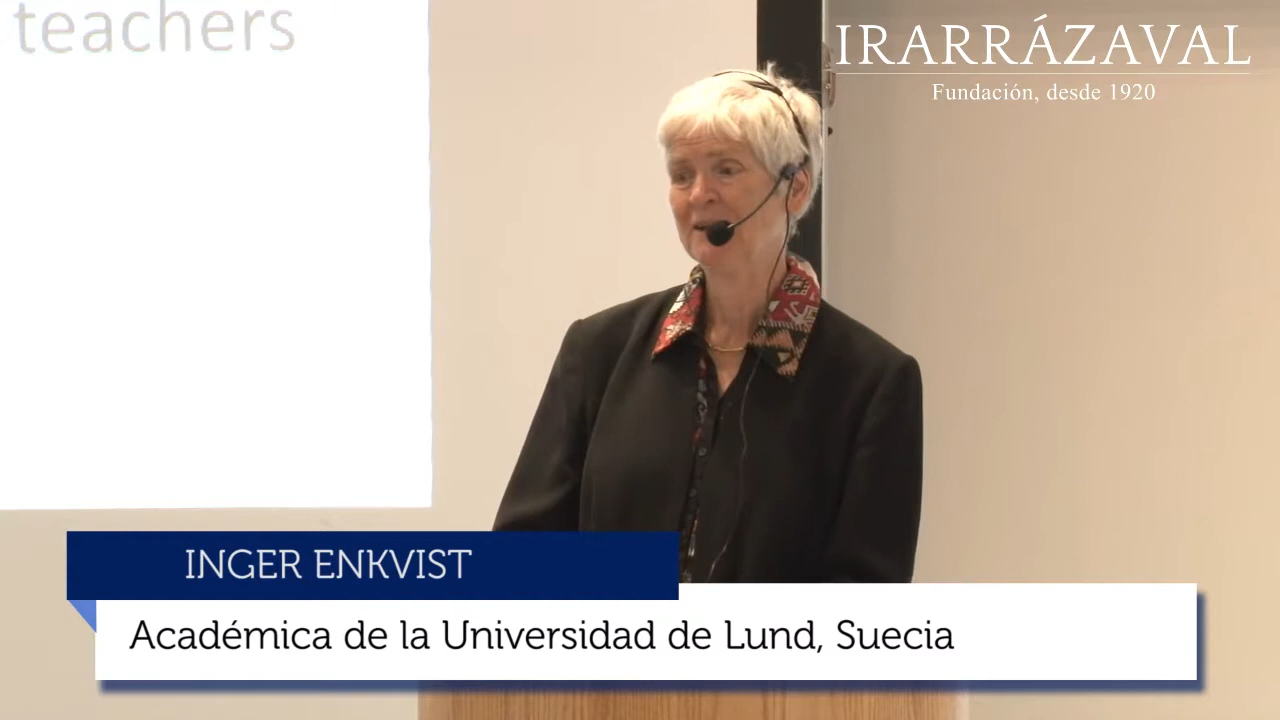 teachers
IRARRÁZAVAL
Fundación, desde 1920
INGER ENKVIST
Académica de la Universidad de Lund, Suecia